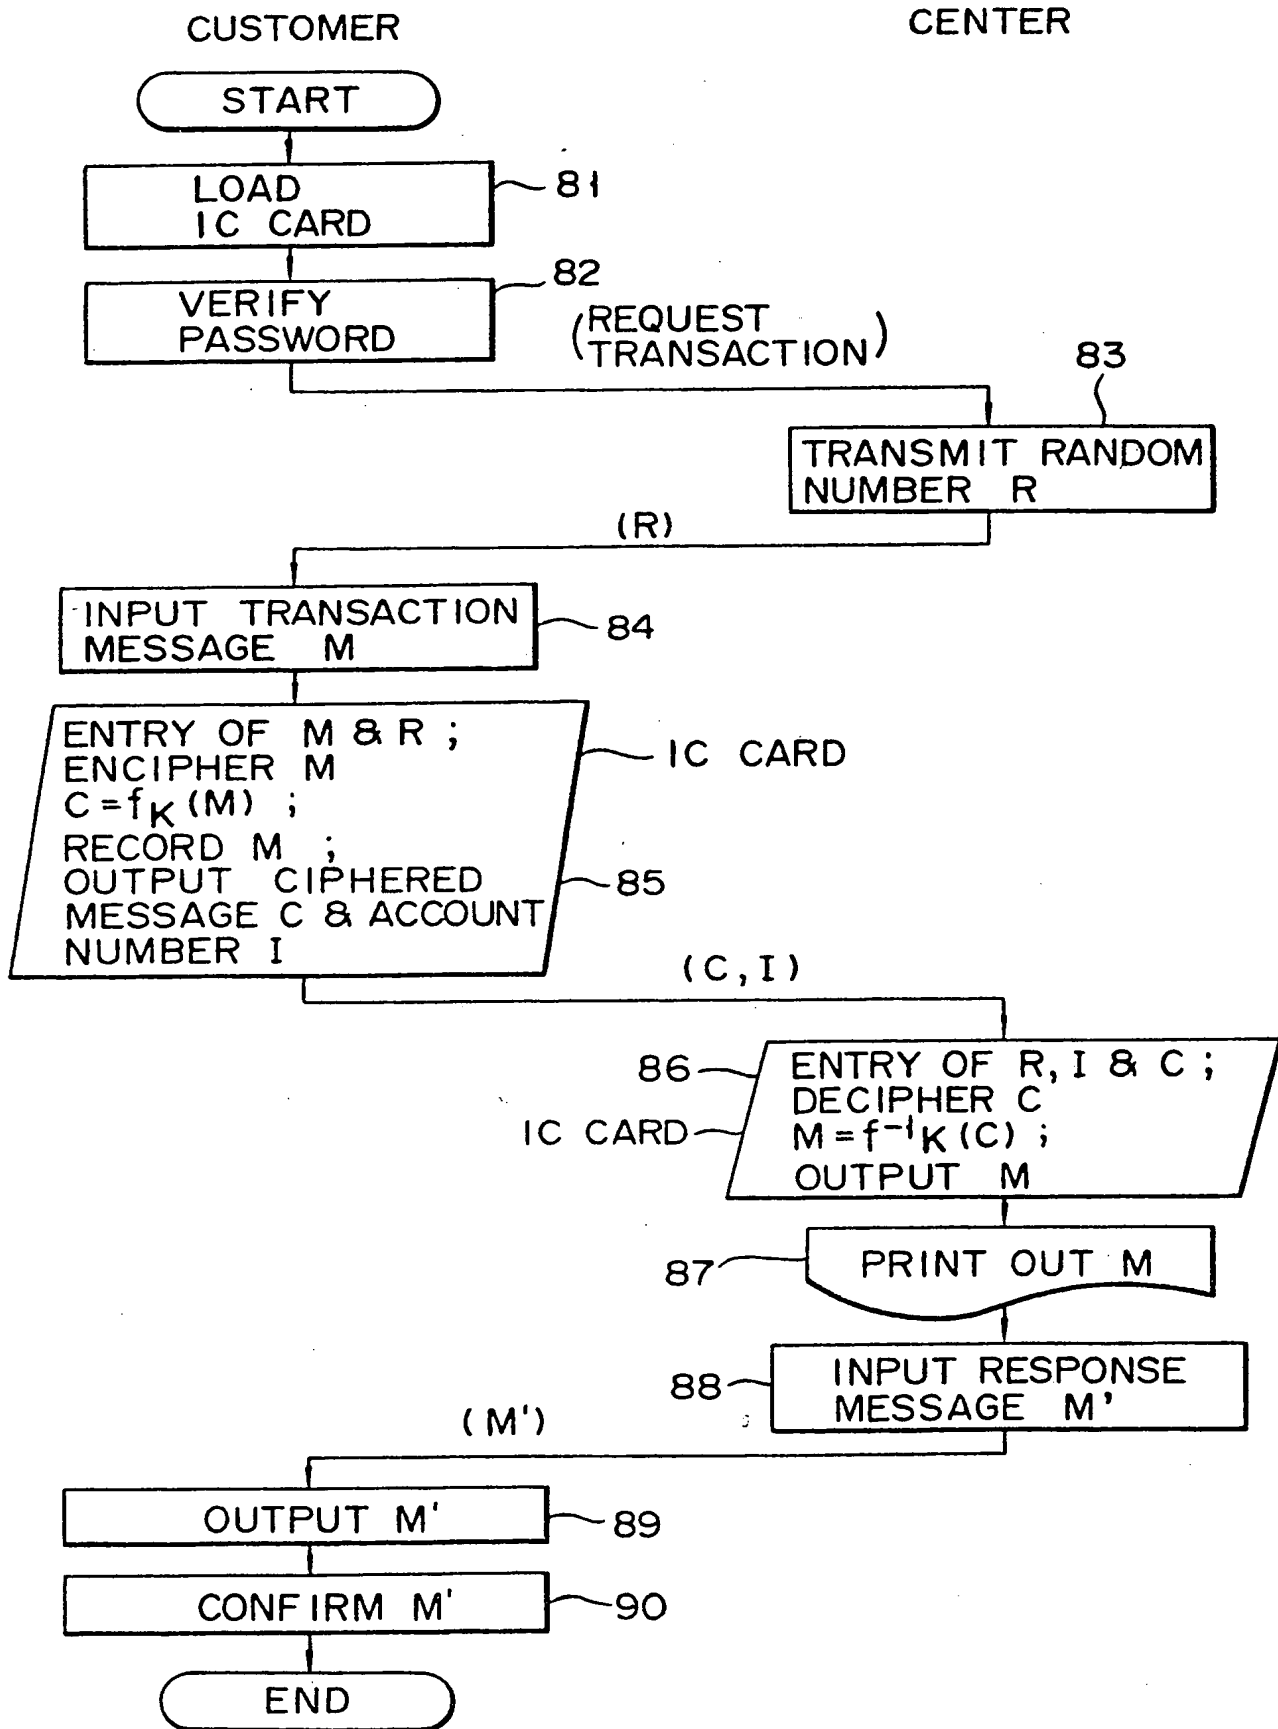 CUSTOMER
CENTER
START
LOAD
IC CARD
81
VERIFY
PASSWORD
82
(REQUEST
TRANSACTION)
83
TRANSMIT RANDOM
NUMBER R
(R)
INPUT TRANSACTION
MESSAGE M
84
ENTRY OF M & R ;
ENCIPHER M
C = fK (M) ;
RECORD M ;
OUTPUT CIPHERED
MESSAGE C & ACCOUNT
NUMBER I
IC CARD
85
(C, I)
86
IC CARD
ENTRY OF R, I & C ;
DECIPHER C
M = f-1K (C) ;
OUTPUT M
87
PRINT OUT M
88
INPUT RESPONSE
MESSAGE M'
(M')
OUTPUT M'
89
CONFIRM M'
90
END